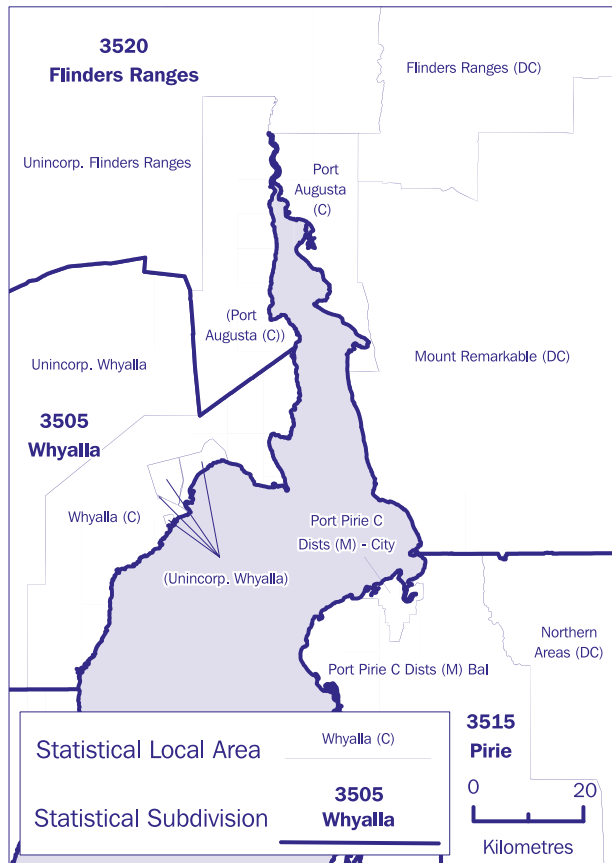 3520
Flinders Ranges
Flinders Ranges (DC)
Unincorp. Flinders Ranges
Port
Augusta
(C)
(Port
Augusta (C))
Unincorp. Whyalla
Mount Remarkable (DC)
3505
Whyalla
Whyalla (C)
Port Pirie C
Dists (M) - City
(Unincorp. Whyalla)
Northern
Areas (DC)
Port Pirie C Dists (M) Bal
3515
Pirie
Statistical Local Area
Whyalla (C)
Statistical Subdivision
3505
Whyalla
0 20
Kilometres